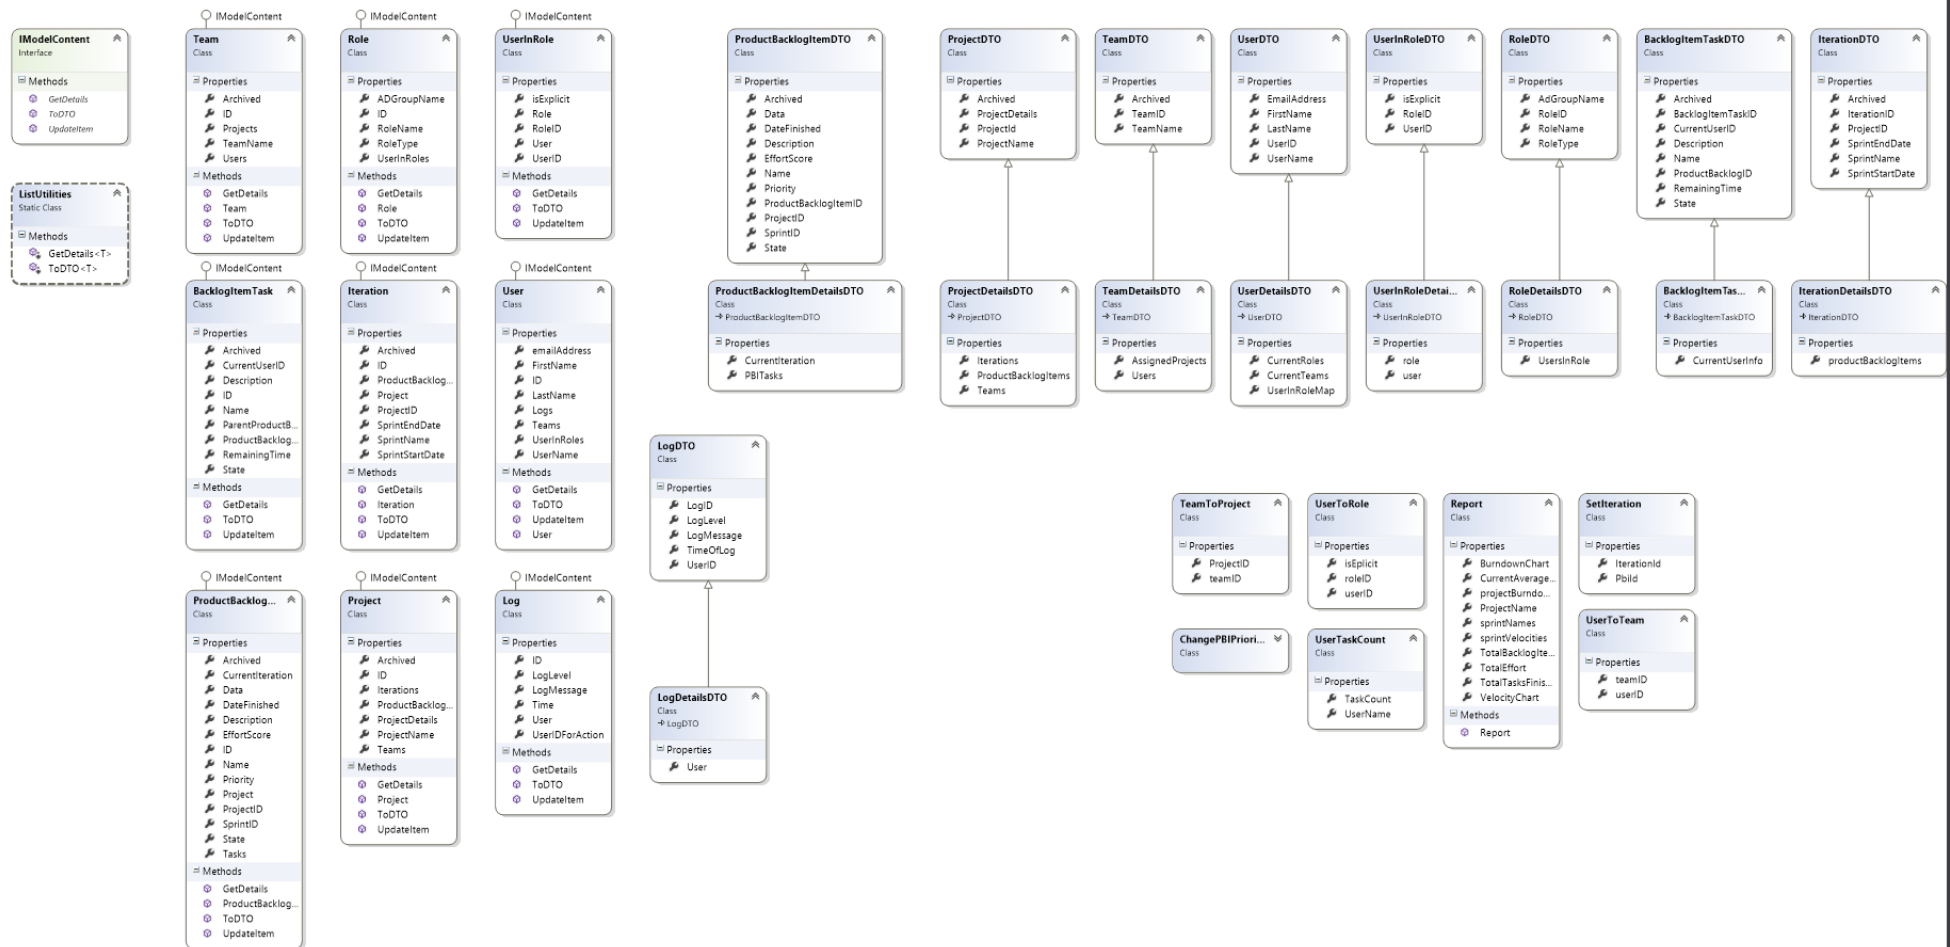 IModelContent
Interface
Methods
GetDetails
ToDTO
UpdateItem
ListUtilities
Static Class
Methods
GetDetails<T>
ToDTO<T>
IModelContent
Team
Class
Properties
Archived
ID
Projects
TeamName
Users
Methods
GetDetails
Team
ToDTO
UpdateItem
IModelContent
Role
Class
Properties
ADGroupName
ID
RoleName
RoleType
UserInRoles
Methods
GetDetails
Role
ToDTO
UpdateItem
IModelContent
UserInRole
Class
Properties
isExplicit
Role
RoleID
User
UserID
Methods
GetDetails
ToDTO
UpdateItem
IModelContent
BacklogItemTask
Class
Properties
Archived
CurrentUserID
Description
ID
Name
ParentProductB...
ProductBacklog...
RemainingTime
State
Methods
GetDetails
ToDTO
UpdateItem
IModelContent
Iteration
Class
Properties
Archived
ID
ProductBacklog...
Project
ProjectID
SprintEndDate
SprintName
SprintStartDate
Methods
GetDetails
Iteration
ToDTO
UpdateItem
IModelContent
User
Class
Properties
emailAddress
FirstName
ID
LastName
Logs
Teams
UserInRoles
UserName
Methods
GetDetails
ToDTO
UpdateItem
User
IModelContent
ProductBacklog...
Class
Properties
Archived
CurrentIteration
Data
DateFinished
Description
EffortScore
ID
Name
Priority
Project
ProjectID
SprintID
State
Tasks
Methods
GetDetails
ProductBacklog...
ToDTO
UpdateItem
IModelContent
Project
Class
Properties
Archived
ID
Iterations
ProductBacklog...
ProjectDetails
ProjectName
Teams
Methods
GetDetails
Project
ToDTO
UpdateItem
IModelContent
Log
Class
Properties
ID
LogLevel
LogMessage
Time
User
UserIDForAction
Methods
GetDetails
ToDTO
UpdateItem
ProductBacklogItemDTO
Class
Properties
Archived
Data
DateFinished
Description
EffortScore
Name
Priority
ProductBacklogItemID
ProjectID
SprintID
State
ProjectDTO
Class
Properties
Archived
ProjectDetails
ProjectId
ProjectName
TeamDTO
Class
Properties
Archived
TeamID
TeamName
UserDTO
Class
Properties
EmailAddress
FirstName
LastName
UserID
UserName
UserInRoleDTO
Class
Properties
isExplicit
RoleID
UserID
RoleDTO
Class
Properties
AdGroupName
RoleID
RoleName
RoleType
BacklogItemTaskDTO
Class
Properties
Archived
BacklogItemTaskID
CurrentUserID
Description
Name
ProductBacklogID
RemainingTime
State
IterationDTO
Class
Properties
Archived
IterationID
ProjectID
SprintEndDate
SprintName
SprintStartDate
ProductBacklogItemDetailsDTO
Class
ProductBacklogItemDTO
Properties
CurrentIteration
PBITasks
ProjectDetailsDTO
Class
ProjectDTO
Properties
Iterations
ProductBacklogItems
Teams
TeamDetailsDTO
Class
TeamDTO
Properties
AssignedProjects
Users
UserDetailsDTO
Class
UserDTO
Properties
CurrentRoles
CurrentTeams
UserInRoleMap
UserInRoleDetai...
Class
UserInRoleDTO
Properties
role
user
RoleDetailsDTO
Class
RoleDTO
Properties
UsersInRole
BacklogItemTas...
Class
BacklogItemTaskDTO
Properties
CurrentUserInfo
IterationDetailsDTO
Class
IterationDTO
Properties
productBacklogItems
LogDTO
Class
Properties
LogID
LogLevel
LogMessage
TimeOfLog
UserID
LogDetailsDTO
Class
LogDTO
Properties
User
TeamToProject
Class
Properties
ProjectID
teamID
UserToRole
Class
Properties
isEplicit
roleID
userID
Report
Class
Properties
BurndownChart
CurrentAverage...
projectBurndo...
ProjectName
sprintNames
sprintVelocities
TotalBacklogIte...
TotalEffort
TotalTasksFinis...
VelocityChart
Methods
Report
SetIteration
Class
Properties
IterationId
PbiId
ChangePBIPriori...
Class
UserTaskCount
Class
Properties
TaskCount
UserName
UserToTeam
Class
Properties
teamID
userID